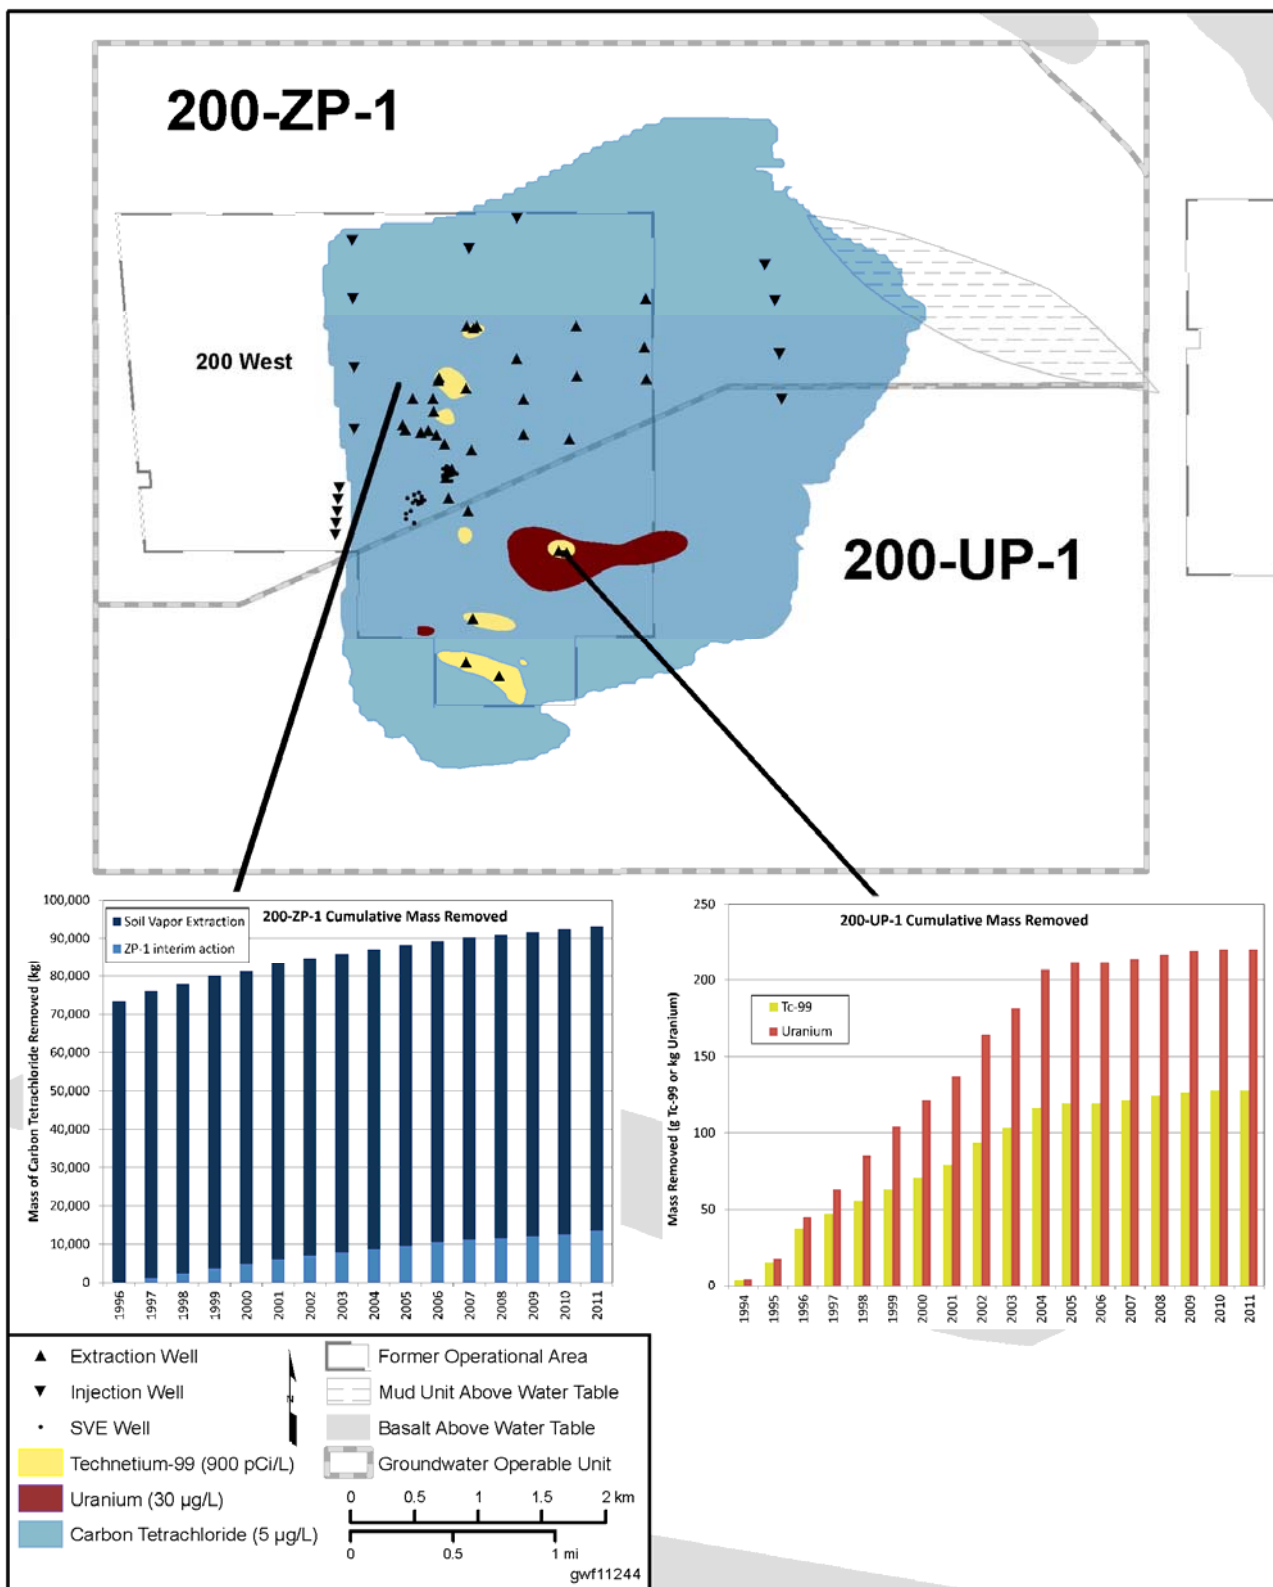 200-ZP-1
200 West
200-UP-1
200-ZP-1 Cumulative Mass Removed
Soil Vapor Extraction
ZP-1 interim action
Mass of Carbon Tetrachloride Removed (kg)
100,000
90,000
80,000
70,000
60,000
50,000
40,000
30,000
20,000
10,000
0
1996 1997 1998 1999 2000 2001 2002 2003 2004 2005 2006 2007 2008 2009 2010 2011
200-UP-1 Cumulative Mass Removed
Tc-99
Uranium
Mass Removed (g Tc-99 or kg Uranium)
250
200
150
100
50
0
1994 1995 1996 1997 1998 1999 2000 2001 2002 2003 2004 2005 2006 2007 2008 2009 2010 2011
Extraction Well
Injection Well
SVE Well
Technetium-99 (900 pCi/L)
Uranium (30 µg/L)
Carbon Tetrachloride (5 µg/L)
N
Former Operational Area
Mud Unit Above Water Table
Basalt Above Water Table
Groundwater Operable Unit
0 0.5 1 1.5 2 km
0 0.5 1 mi
gwf11244